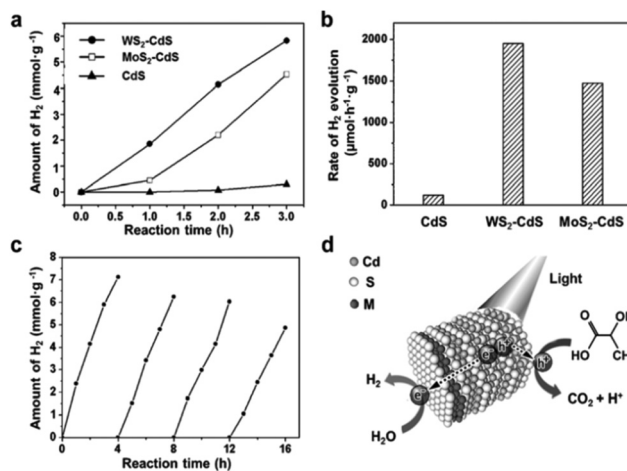 a
WS₂-CdS
MoS₂-CdS
CdS
Amount of H₂ (mmol·g⁻¹)
6
5
4
3
2
1
0
0.0 0.5 1.0 1.5 2.0 2.5 3.0
Reaction time (h)
b
Rate of H₂ evolution
(μmol·h⁻¹·g⁻¹)
2000
1500
1000
500
0
CdS WS₂-CdS MoS₂-CdS
c
Amount of H₂ (mmol·g⁻¹)
8
7
6
5
4
3
2
1
0
0 4 8 12 16
Reaction time (h)
d
Cd
S
M
Light
e⁻ h⁺
h⁺
e⁻
O
OH
HO
CH
H₂
H₂O
CO₂ + H⁺